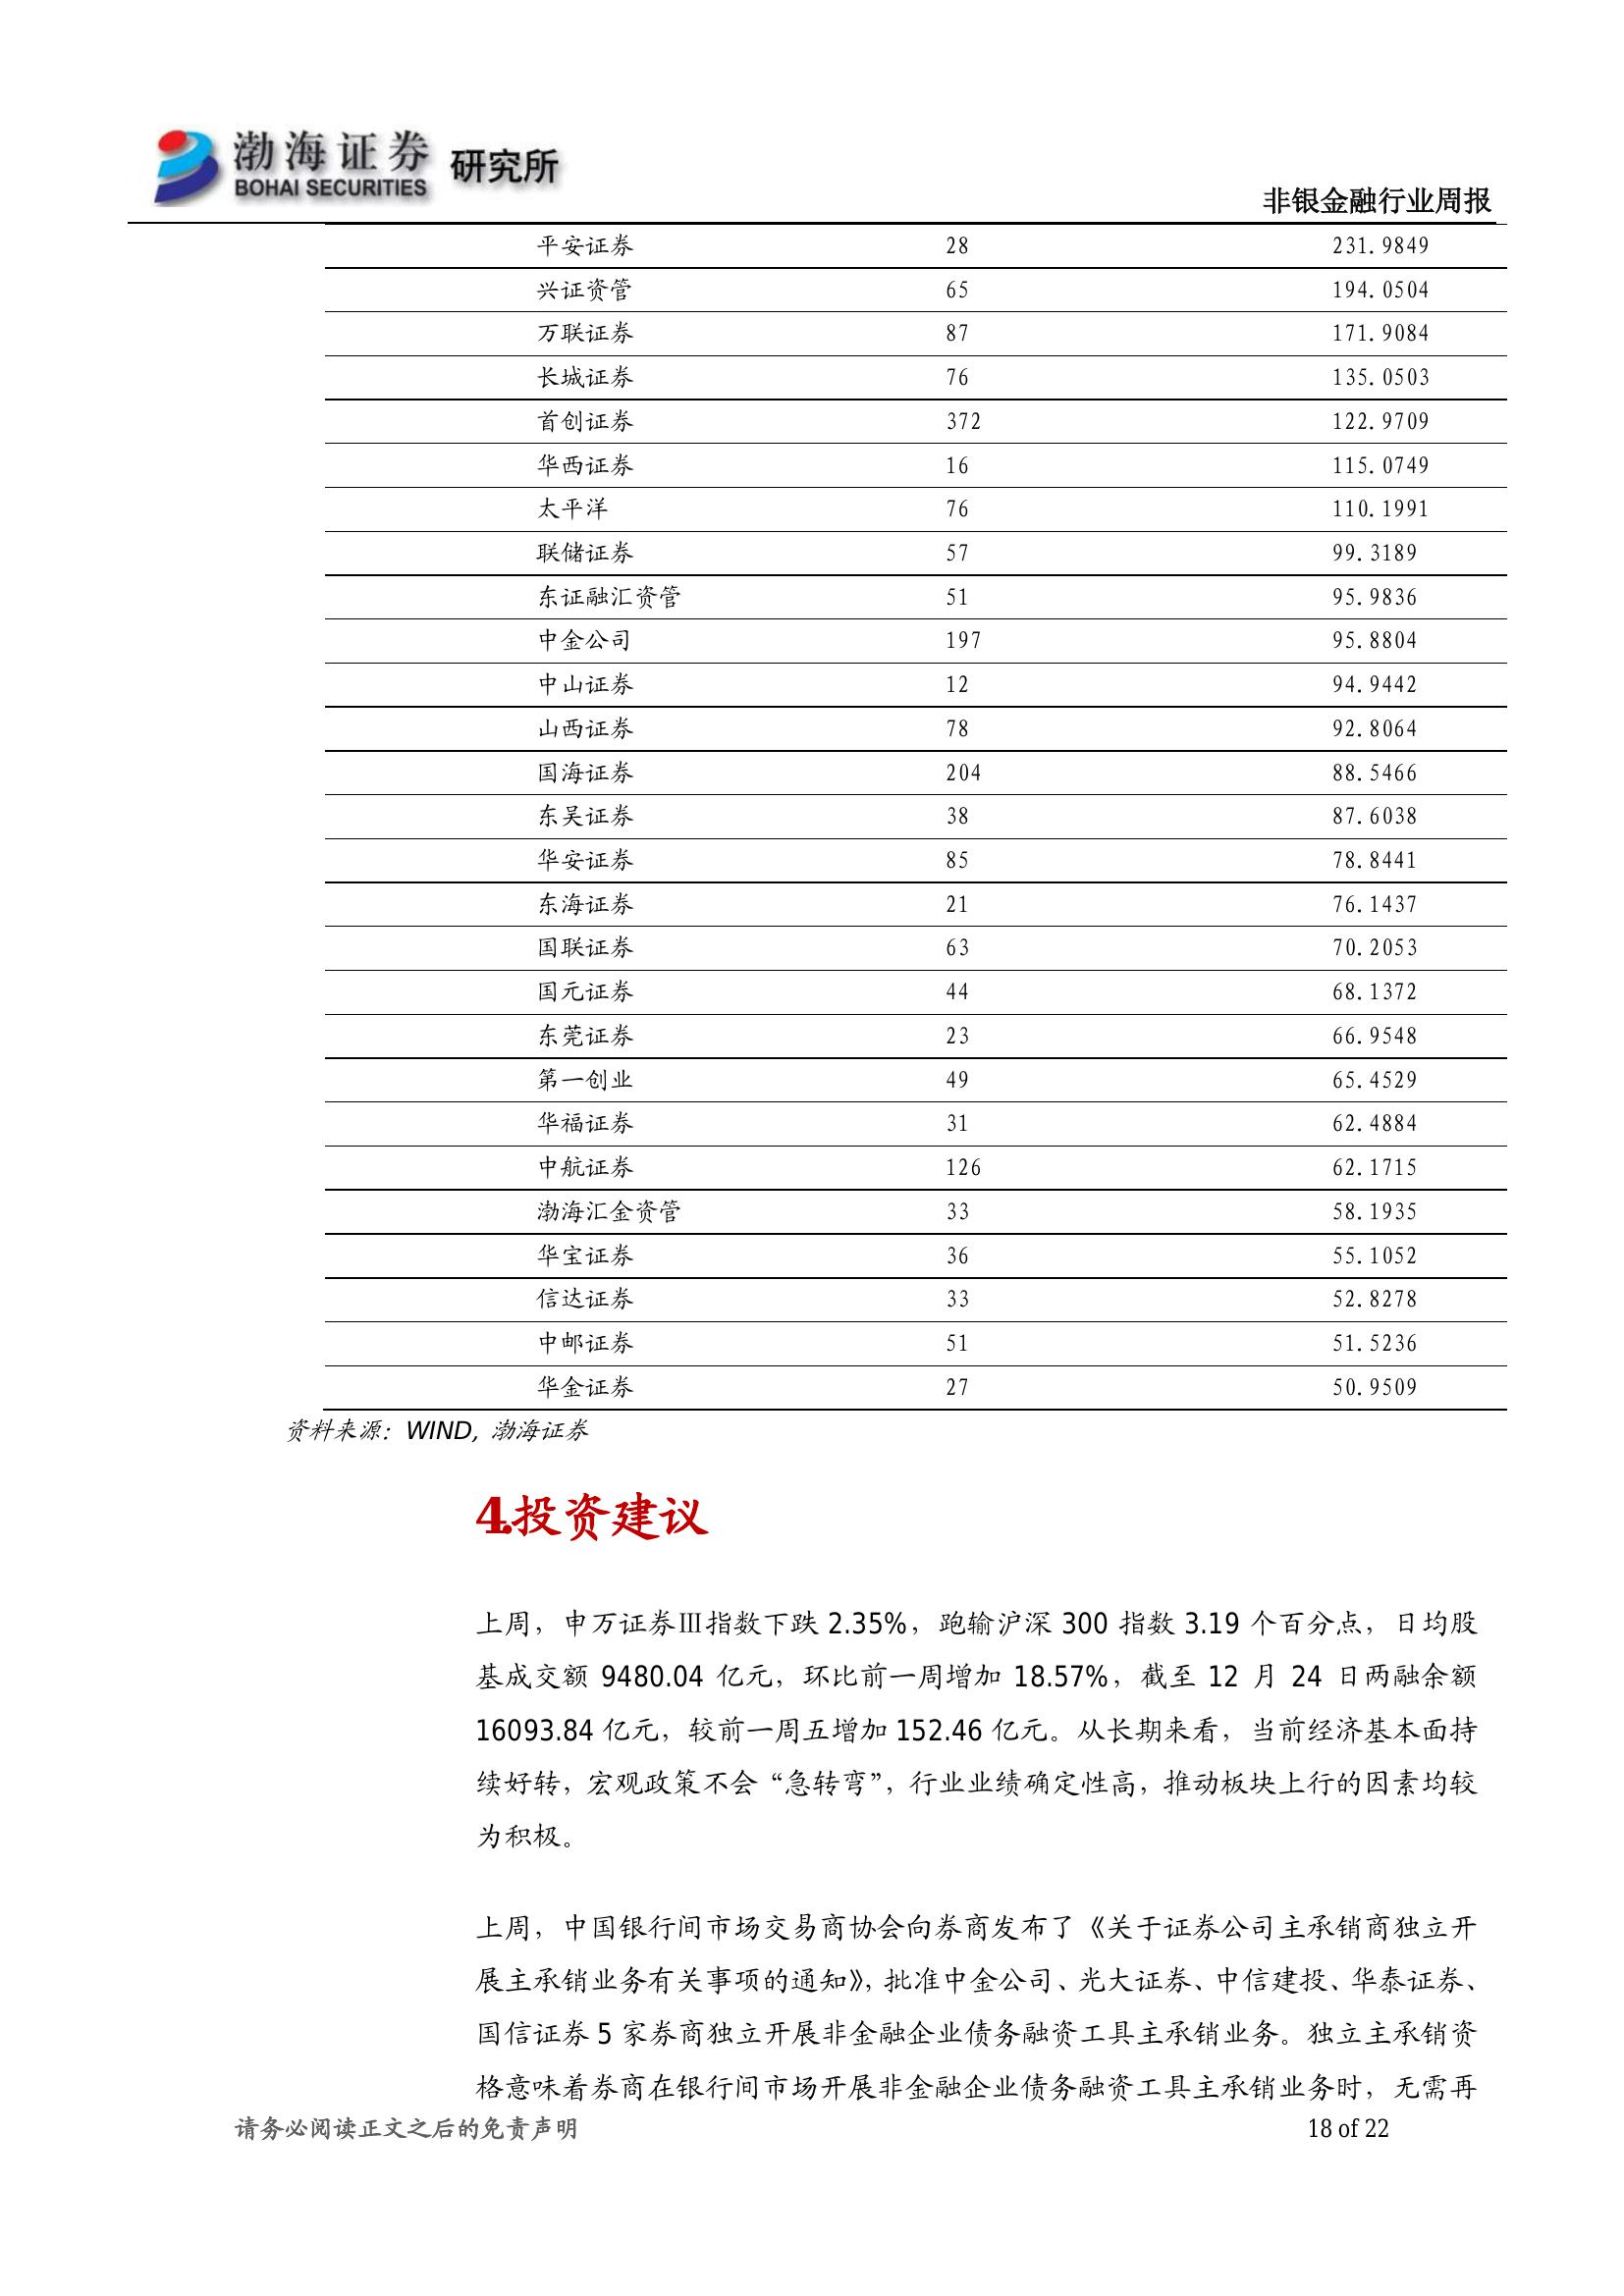 渤海证券 研究所
BOHAI SECURITIES
非银金融行业周报
平安证券 28 231.9849
兴证资管 65 194.0504
万联证券 87 171.9084
长城证券 76 135.0503
首创证券 372 122.9709
华西证券 16 115.0749
太平洋 76 110.1991
联储证券 57 99.3189
东证融汇资管 51 95.9836
中金公司 197 95.8804
中山证券 12 94.9442
山西证券 78 92.8064
国海证券 204 88.5466
东吴证券 38 87.6038
华安证券 85 78.8441
东海证券 21 76.1437
国联证券 63 70.2053
国元证券 44 68.1372
东莞证券 23 66.9548
第一创业 49 65.4529
华福证券 31 62.4884
中航证券 126 62.1715
渤海汇金资管 33 58.1935
华宝证券 36 55.1052
信达证券 33 52.8278
中邮证券 51 51.5236
华金证券 27 50.9509
资料来源：WIND, 渤海证券
4.投资建议
上周，申万证券Ⅲ指数下跌 2.35%，跑输沪深 300 指数 3.19 个百分点，日均股
基成交额 9480.04 亿元，环比前一周增加 18.57%，截至 12 月 24 日两融余额
16093.84 亿元，较前一周五增加 152.46 亿元。从长期来看，当前经济基本面持
续好转，宏观政策不会“急转弯”，行业业绩确定性高，推动板块上行的因素均较
为积极。
上周，中国银行间市场交易商协会向券商发布了《关于证券公司主承销商独立开
展主承销业务有关事项的通知》，批准中金公司、光大证券、中信建投、华泰证券、
国信证券 5 家券商独立开展非金融企业债务融资工具主承销业务。独立主承销资
格意味着券商在银行间市场开展非金融企业债务融资工具主承销业务时，无需再
请务必阅读正文之后的免责声明 18 of 22